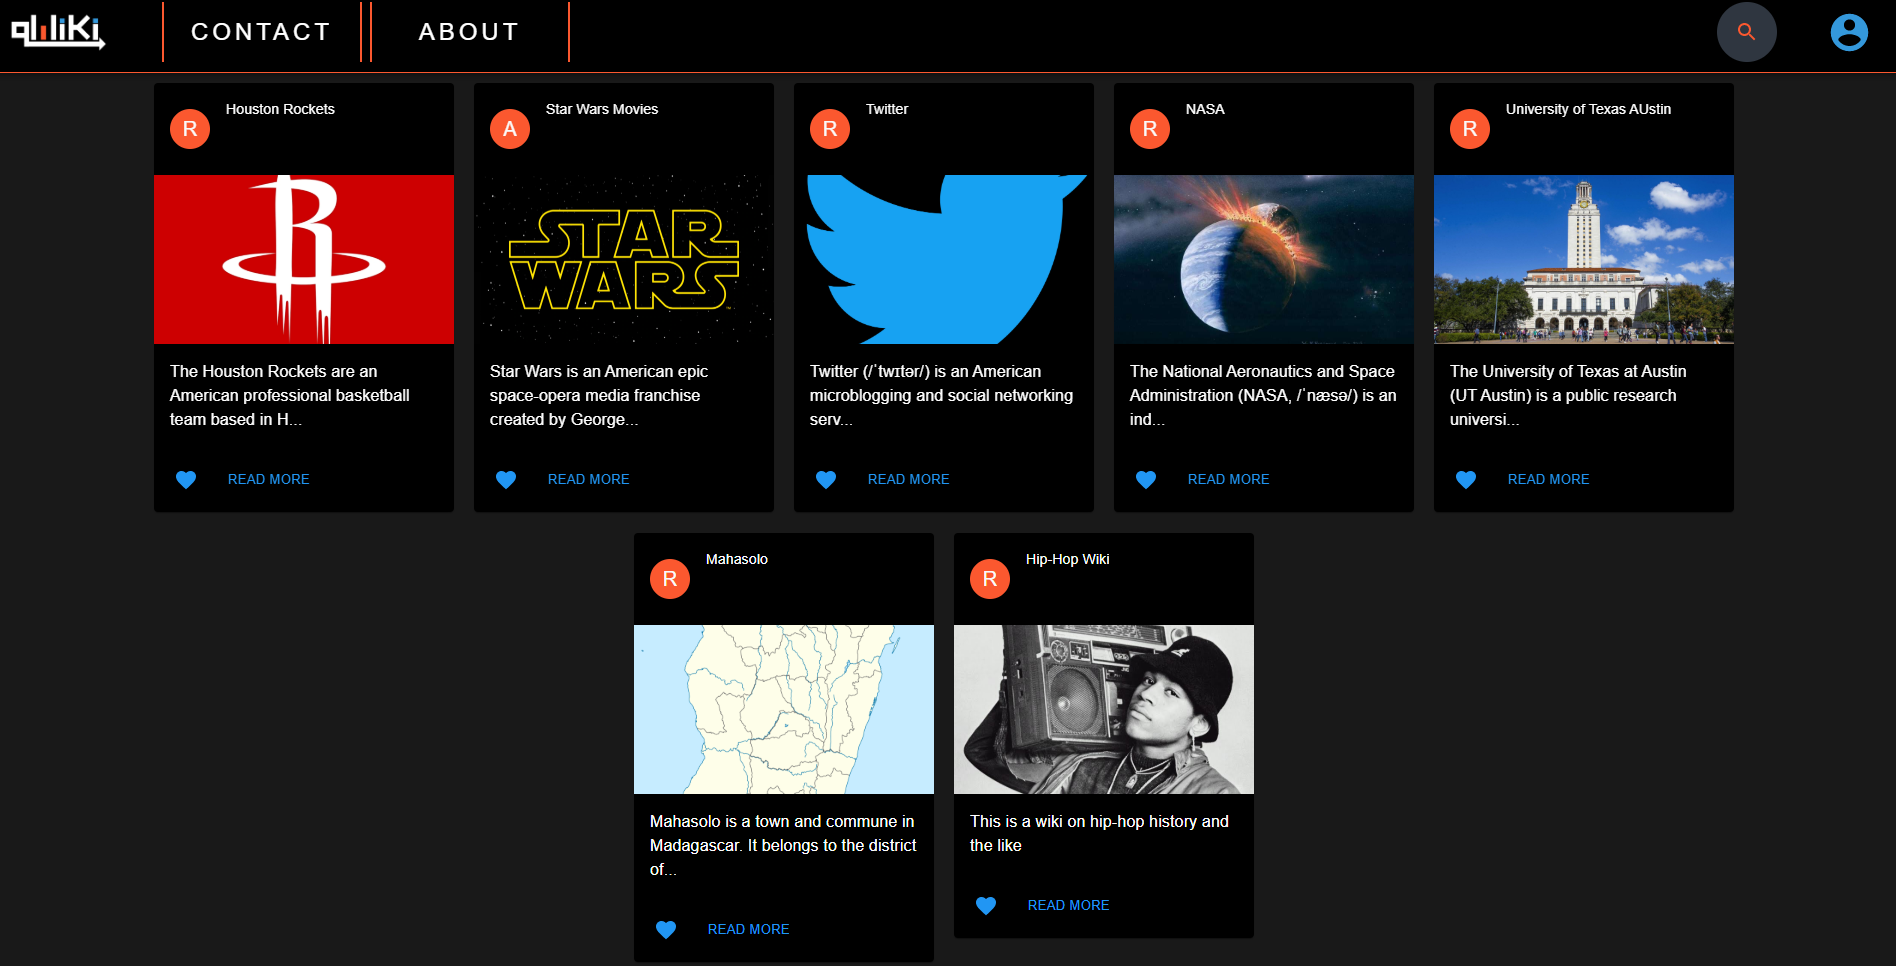 CONTACT
ABOUT
R
Houston Rockets
The Houston Rockets are an
American professional basketball
team based in H...
READ MORE
A
Star Wars Movies
STAR
WARS
Star Wars is an American epic
space-opera media franchise
created by George...
READ MORE
R
Twitter
Twitter (/ˈtwɪtər/) is an American
microblogging and social networking
serv...
READ MORE
R
NASA
The National Aeronautics and Space
Administration (NASA, /ˈnæsə/) is an
ind...
READ MORE
R
University of Texas AUstin
The University of Texas at Austin
(UT Austin) is a public research
universi...
READ MORE
R
Mahasolo
Mahasolo is a town and commune in
Madagascar. It belongs to the district
of...
READ MORE
R
Hip-Hop Wiki
This is a wiki on hip-hop history and
the like
READ MORE